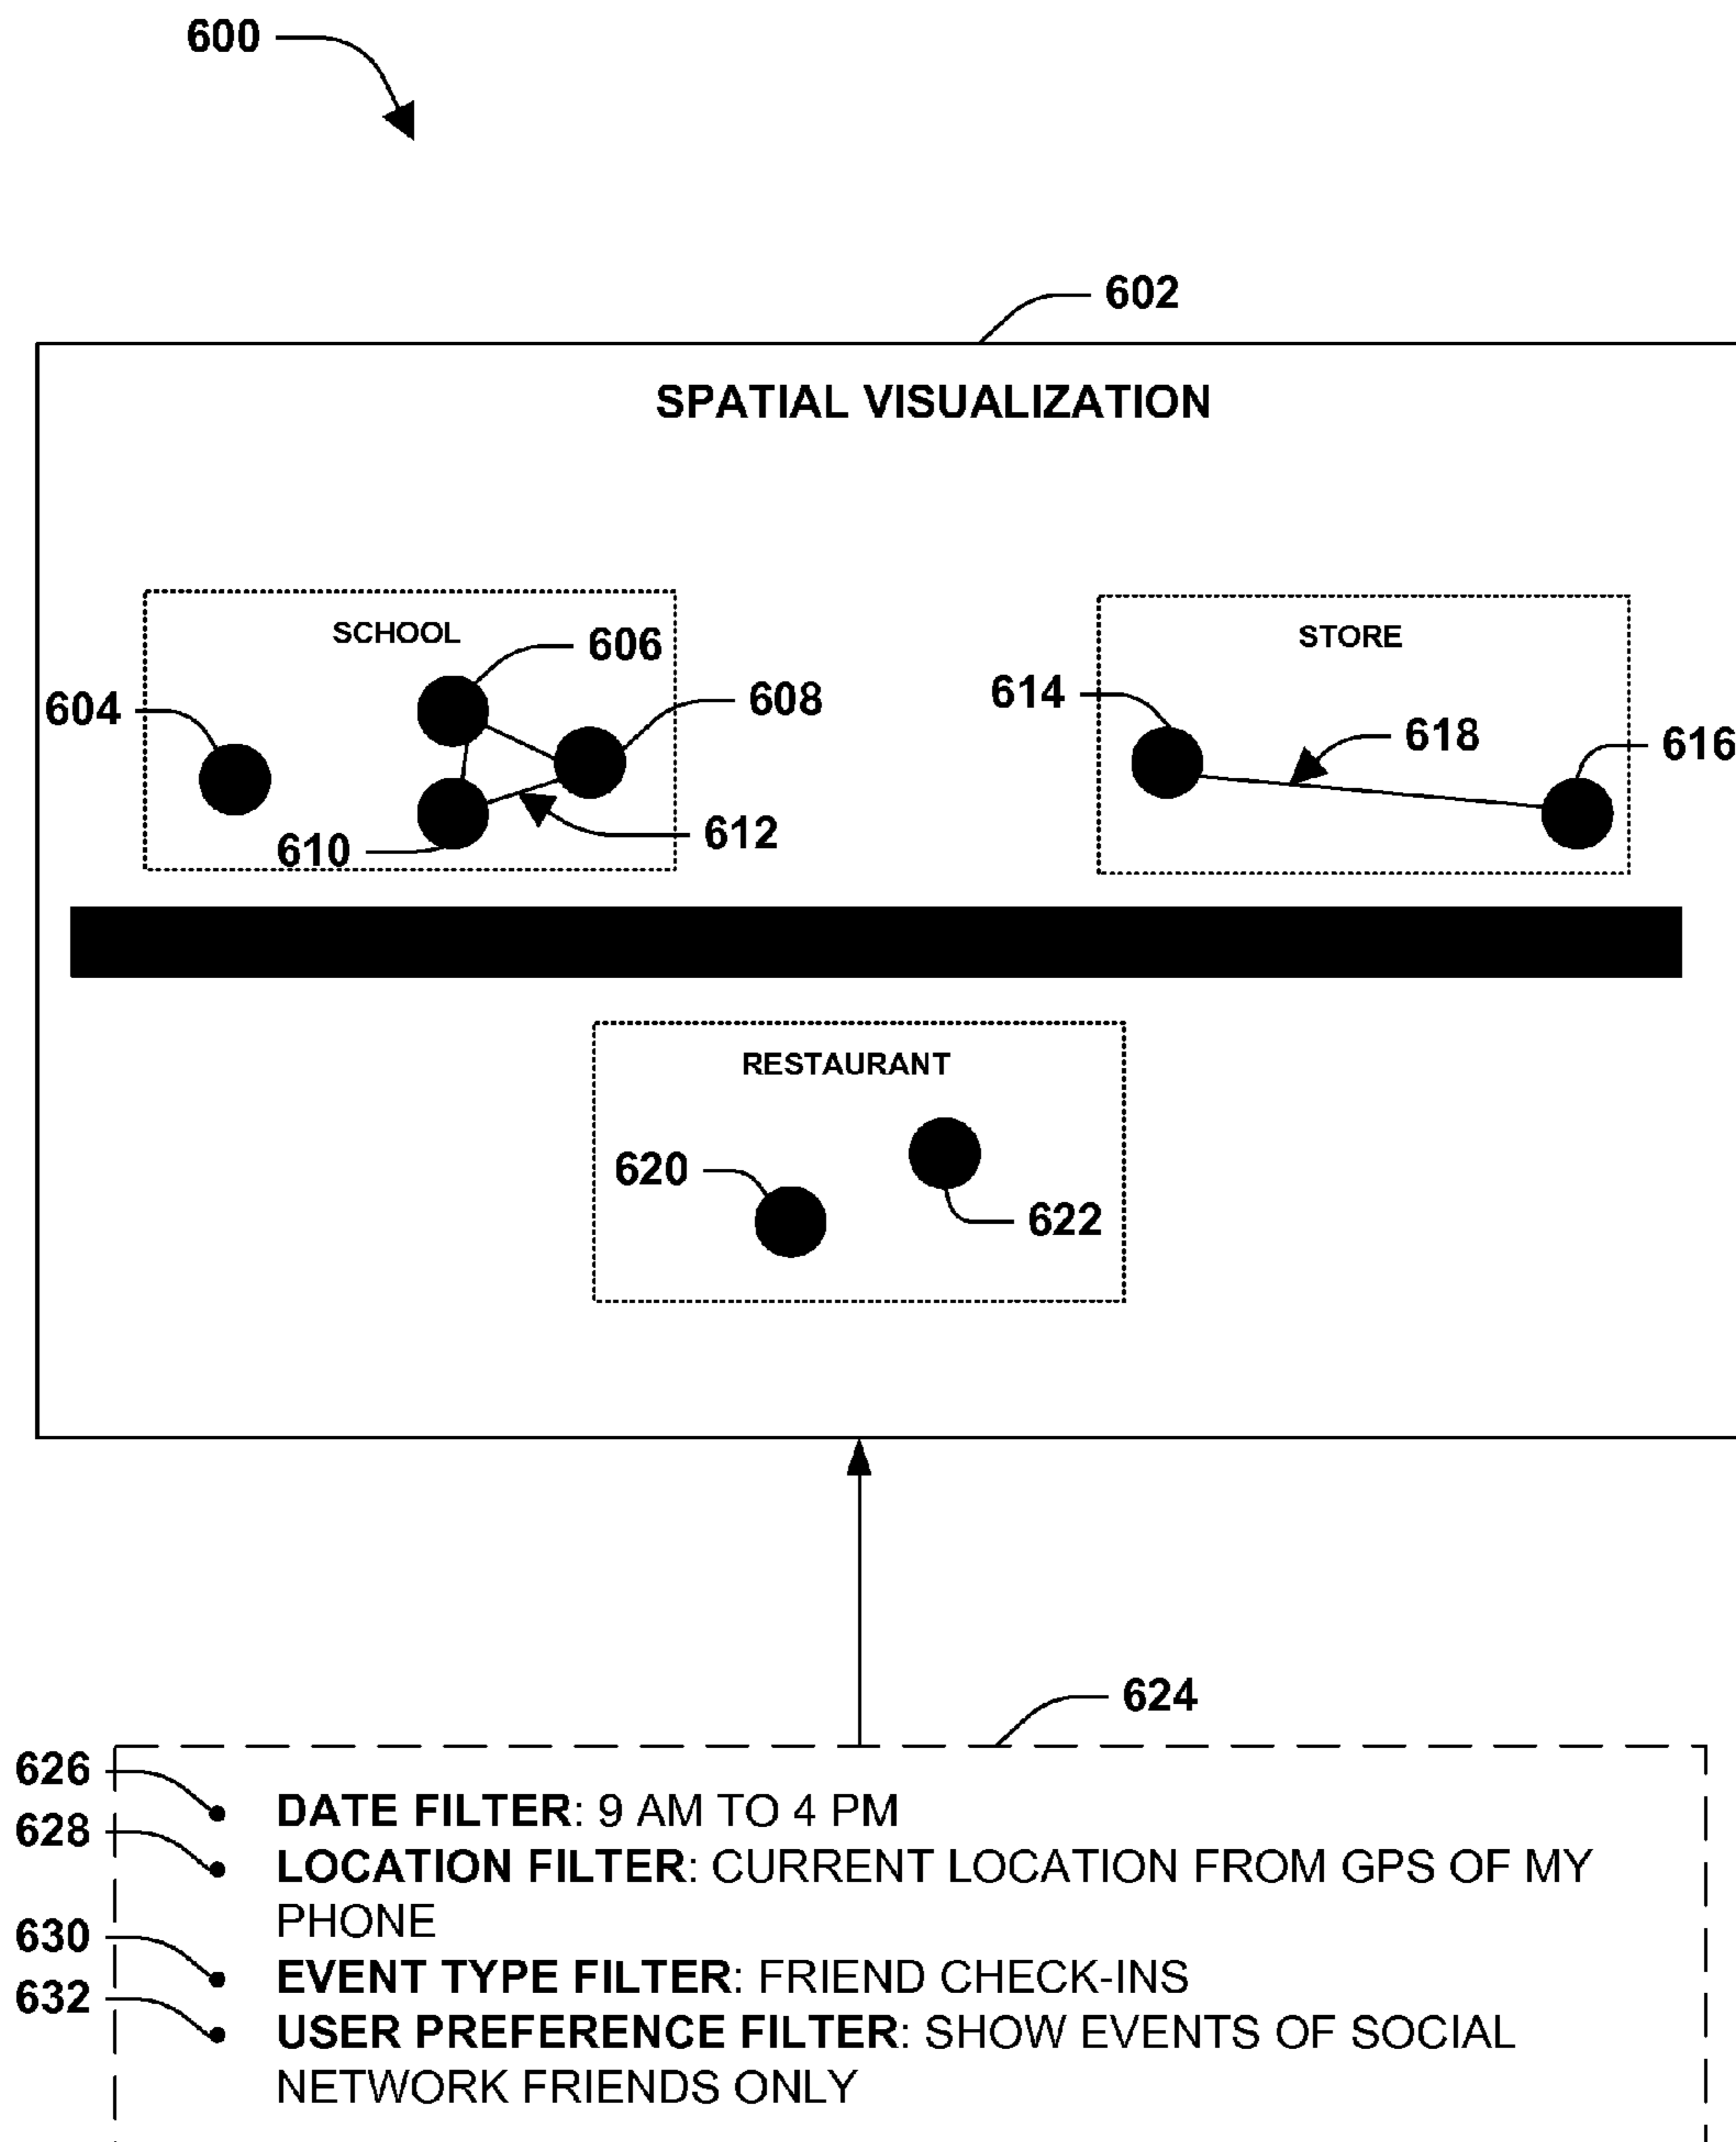 600
602
SPATIAL VISUALIZATION
SCHOOL
606
604
608
610
612
STORE
614
618
616
RESTAURANT
620
622
624
626
DATE FILTER: 9 AM TO 4 PM
628
LOCATION FILTER: CURRENT LOCATION FROM GPS OF MY
PHONE
630
EVENT TYPE FILTER: FRIEND CHECK-INS
632
USER PREFERENCE FILTER: SHOW EVENTS OF SOCIAL
NETWORK FRIENDS ONLY